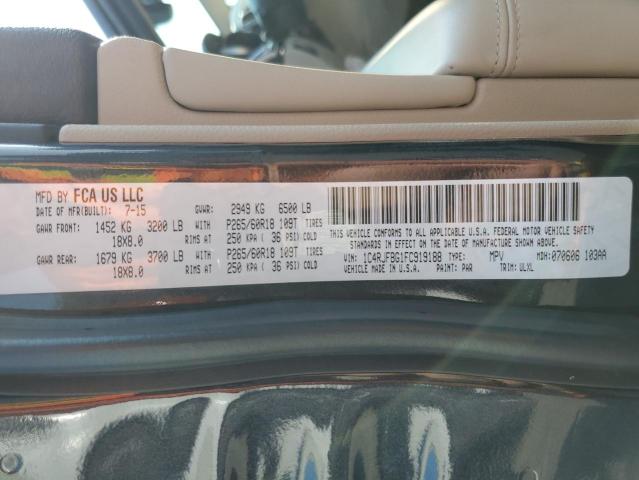 MFD BY FCA US LLC
DATE OF MFR(BUILT): 7-15 GVWR: 2949 KG 6500 LB
GAWR FRONT: 1452 KG 3200 LB WITH P265/60R18 109T TIRES
18X8.0 RIMS AT 250 KPA ( 36 PSI) COLD
GAWR REAR: 1679 KG 3700 LB WITH P265/60R18 109T TIRES
18X8.0 RIMS AT 250 KPA ( 36 PSI) COLD
THIS VEHICLE CONFORMS TO ALL APPLICABLE U.S.A. FEDERAL MOTOR VEHICLE SAFETY
STANDARDS IN EFFECT ON THE DATE OF MANUFACTURE SHOWN ABOVE.
VIN: 1C4RJFBG1FC919188 TYPE: MPV MDH: 070606 103AA
VEHICLE MADE IN U.S.A. PAINT: PAR TRIM: ULXL